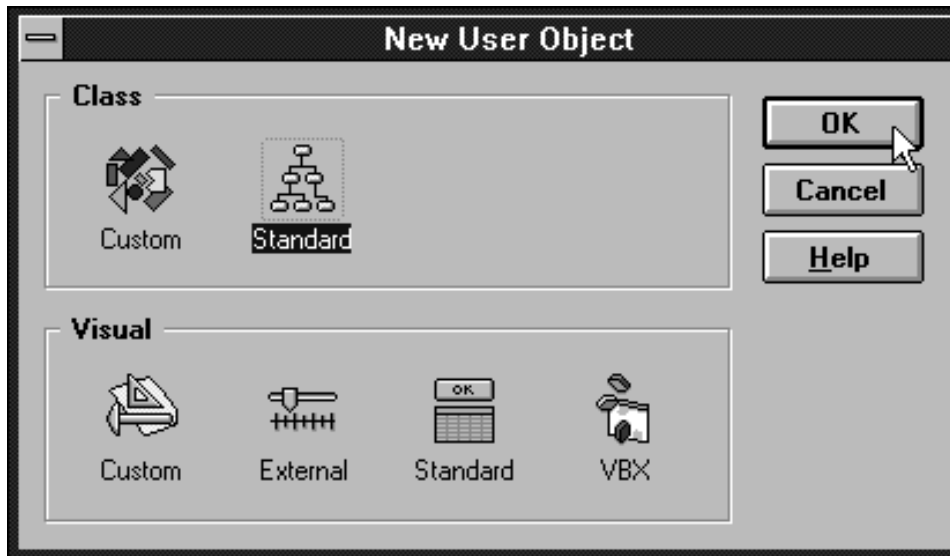 New User Object
Class
Custom
Standard
OK
Cancel
Help
Visual
Custom
External
OK
Standard
VBX